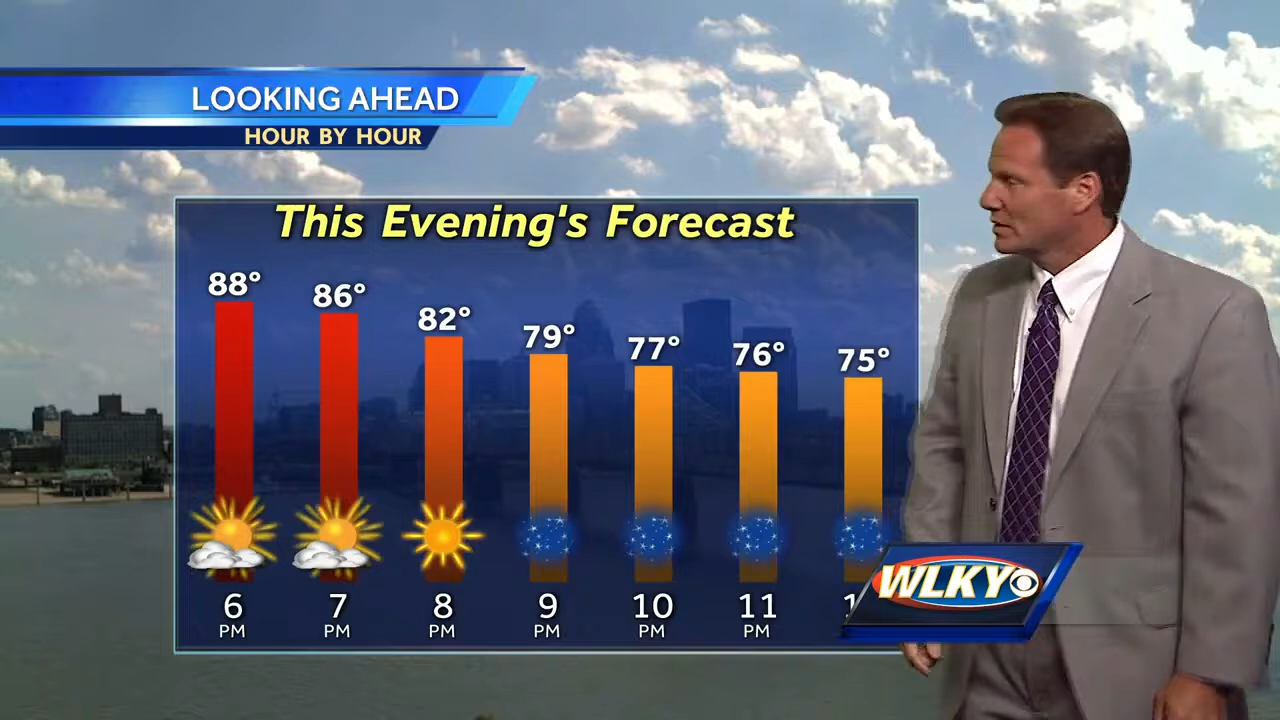 LOOKING AHEAD
HOUR BY HOUR
This Evening's Forecast
88° 86° 82° 79° 77° 76° 75°
6 7 8 9 10 11 1
PM PM PM PM PM PM
WLKY